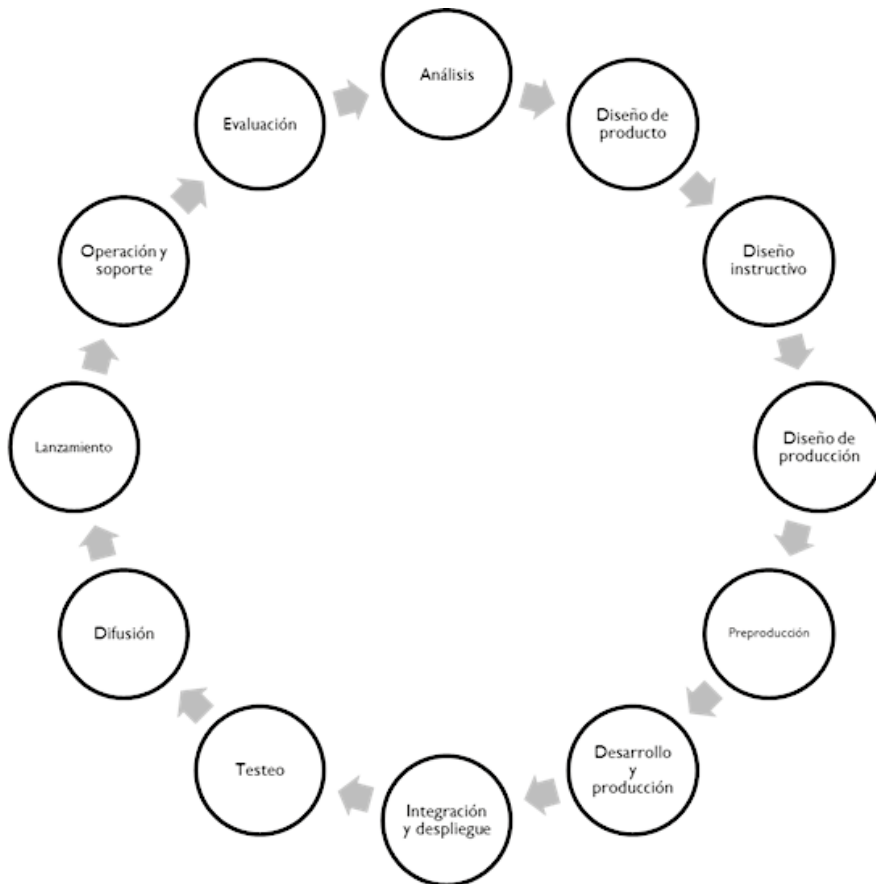 Análisis
Diseño de
producto
Diseño
instructivo
Diseño de
producción
Preproducción
Desarrollo
y
producción
Integración
y despliegue
Testeo
Difusión
Lanzamiento
Operación y
soporte
Evaluación